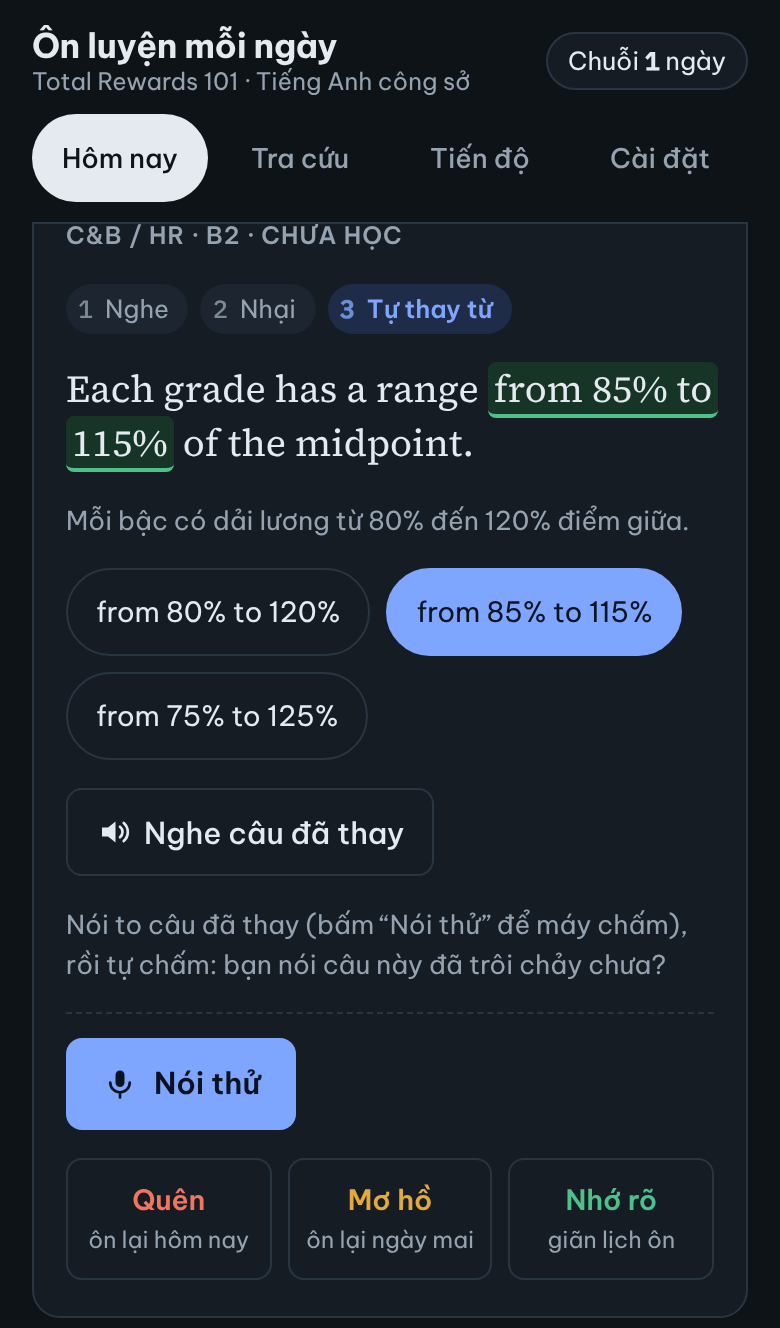 Ôn luyện mỗi ngày
Total Rewards 101 · Tiếng Anh công sở
Chuỗi 1 ngày
Hôm nay
Tra cứu
Tiến độ
Cài đặt
C&B / HR · B2 · CHƯA HỌC
1 Nghe
2 Nhại
3 Tự thay từ
Each grade has a range from 85% to
115% of the midpoint.
Mỗi bậc có dải lương từ 80% đến 120% điểm giữa.
from 80% to 120%
from 85% to 115%
from 75% to 125%
Nghe câu đã thay
Nói to câu đã thay (bấm “Nói thử” để máy chấm),
rồi tự chấm: bạn nói câu này đã trôi chảy chưa?
Nói thử
Quên
ôn lại hôm nay
Mơ hồ
ôn lại ngày mai
Nhớ rõ
giãn lịch ôn